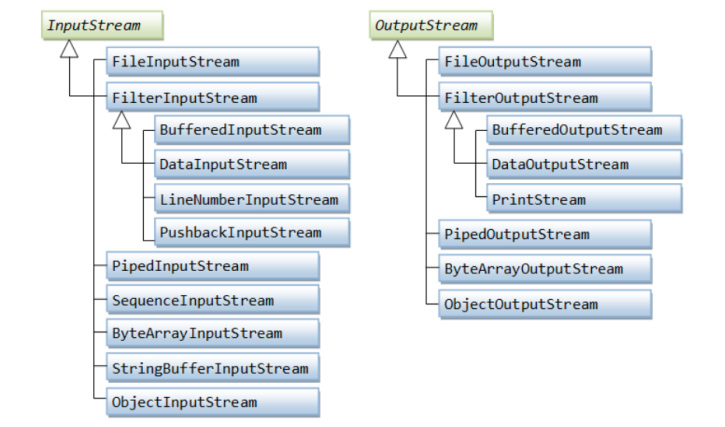 InputStream
FileInputStream
FilterInputStream
BufferedInputStream
DataInputStream
LineNumberInputStream
PushbackInputStream
PipedInputStream
SequenceInputStream
ByteArrayInputStream
StringBufferInputStream
ObjectInputStream
OutputStream
FileOutputStream
FilterOutputStream
BufferedOutputStream
DataOutputStream
PrintStream
PipedOutputStream
ByteArrayOutputStream
ObjectOutputStream